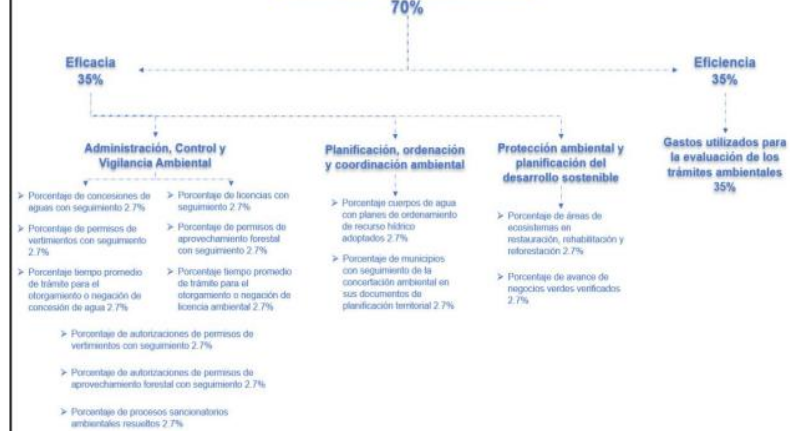 70%
Eficacia
35%
Eficiencia
35%
Administración, Control y
Vigilancia Ambiental
Planificación, ordenación
y coordinación ambiental
Protección ambiental y
planificación del
desarrollo sostenible
Gastos utilizados para
la evaluación de los
trámites ambientales
35%
➢ Porcentaje de concesiones de
aguas con seguimiento 2.7%
➢ Porcentaje de permisos de
vertimientos con seguimiento
2.7%
➢ Porcentaje tiempo promedio
de trámite para el
otorgamiento o negación de
concesión de agua 2.7%
➢ Porcentaje de licencias con
seguimiento 2.7%
➢ Porcentaje de permisos de
aprovechamiento forestal
con seguimiento 2.7%
➢ Porcentaje tiempo promedio
de trámite para el
otorgamiento o negación de
licencia ambiental 2.7%
➢ Porcentaje de autorizaciones de permisos de
vertimientos con seguimiento 2.7%
➢ Porcentaje de autorizaciones de permisos de
aprovechamiento forestal con seguimiento 2.7%
➢ Porcentaje de procesos sancionatorios
ambientales resueltos 2.7%
➢ Porcentaje cuerpos de agua
con planes de ordenamiento
de recurso hídrico
adoptados 2.7%
➢ Porcentaje de municipios
con seguimiento de la
concertación ambiental en
sus documentos de
planificación territorial 2.7%
➢ Porcentaje de áreas de
ecosistemas en
restauración, rehabilitación y
reforestación 2.7%
➢ Porcentaje de avance de
negocios verdes verificados
2.7%